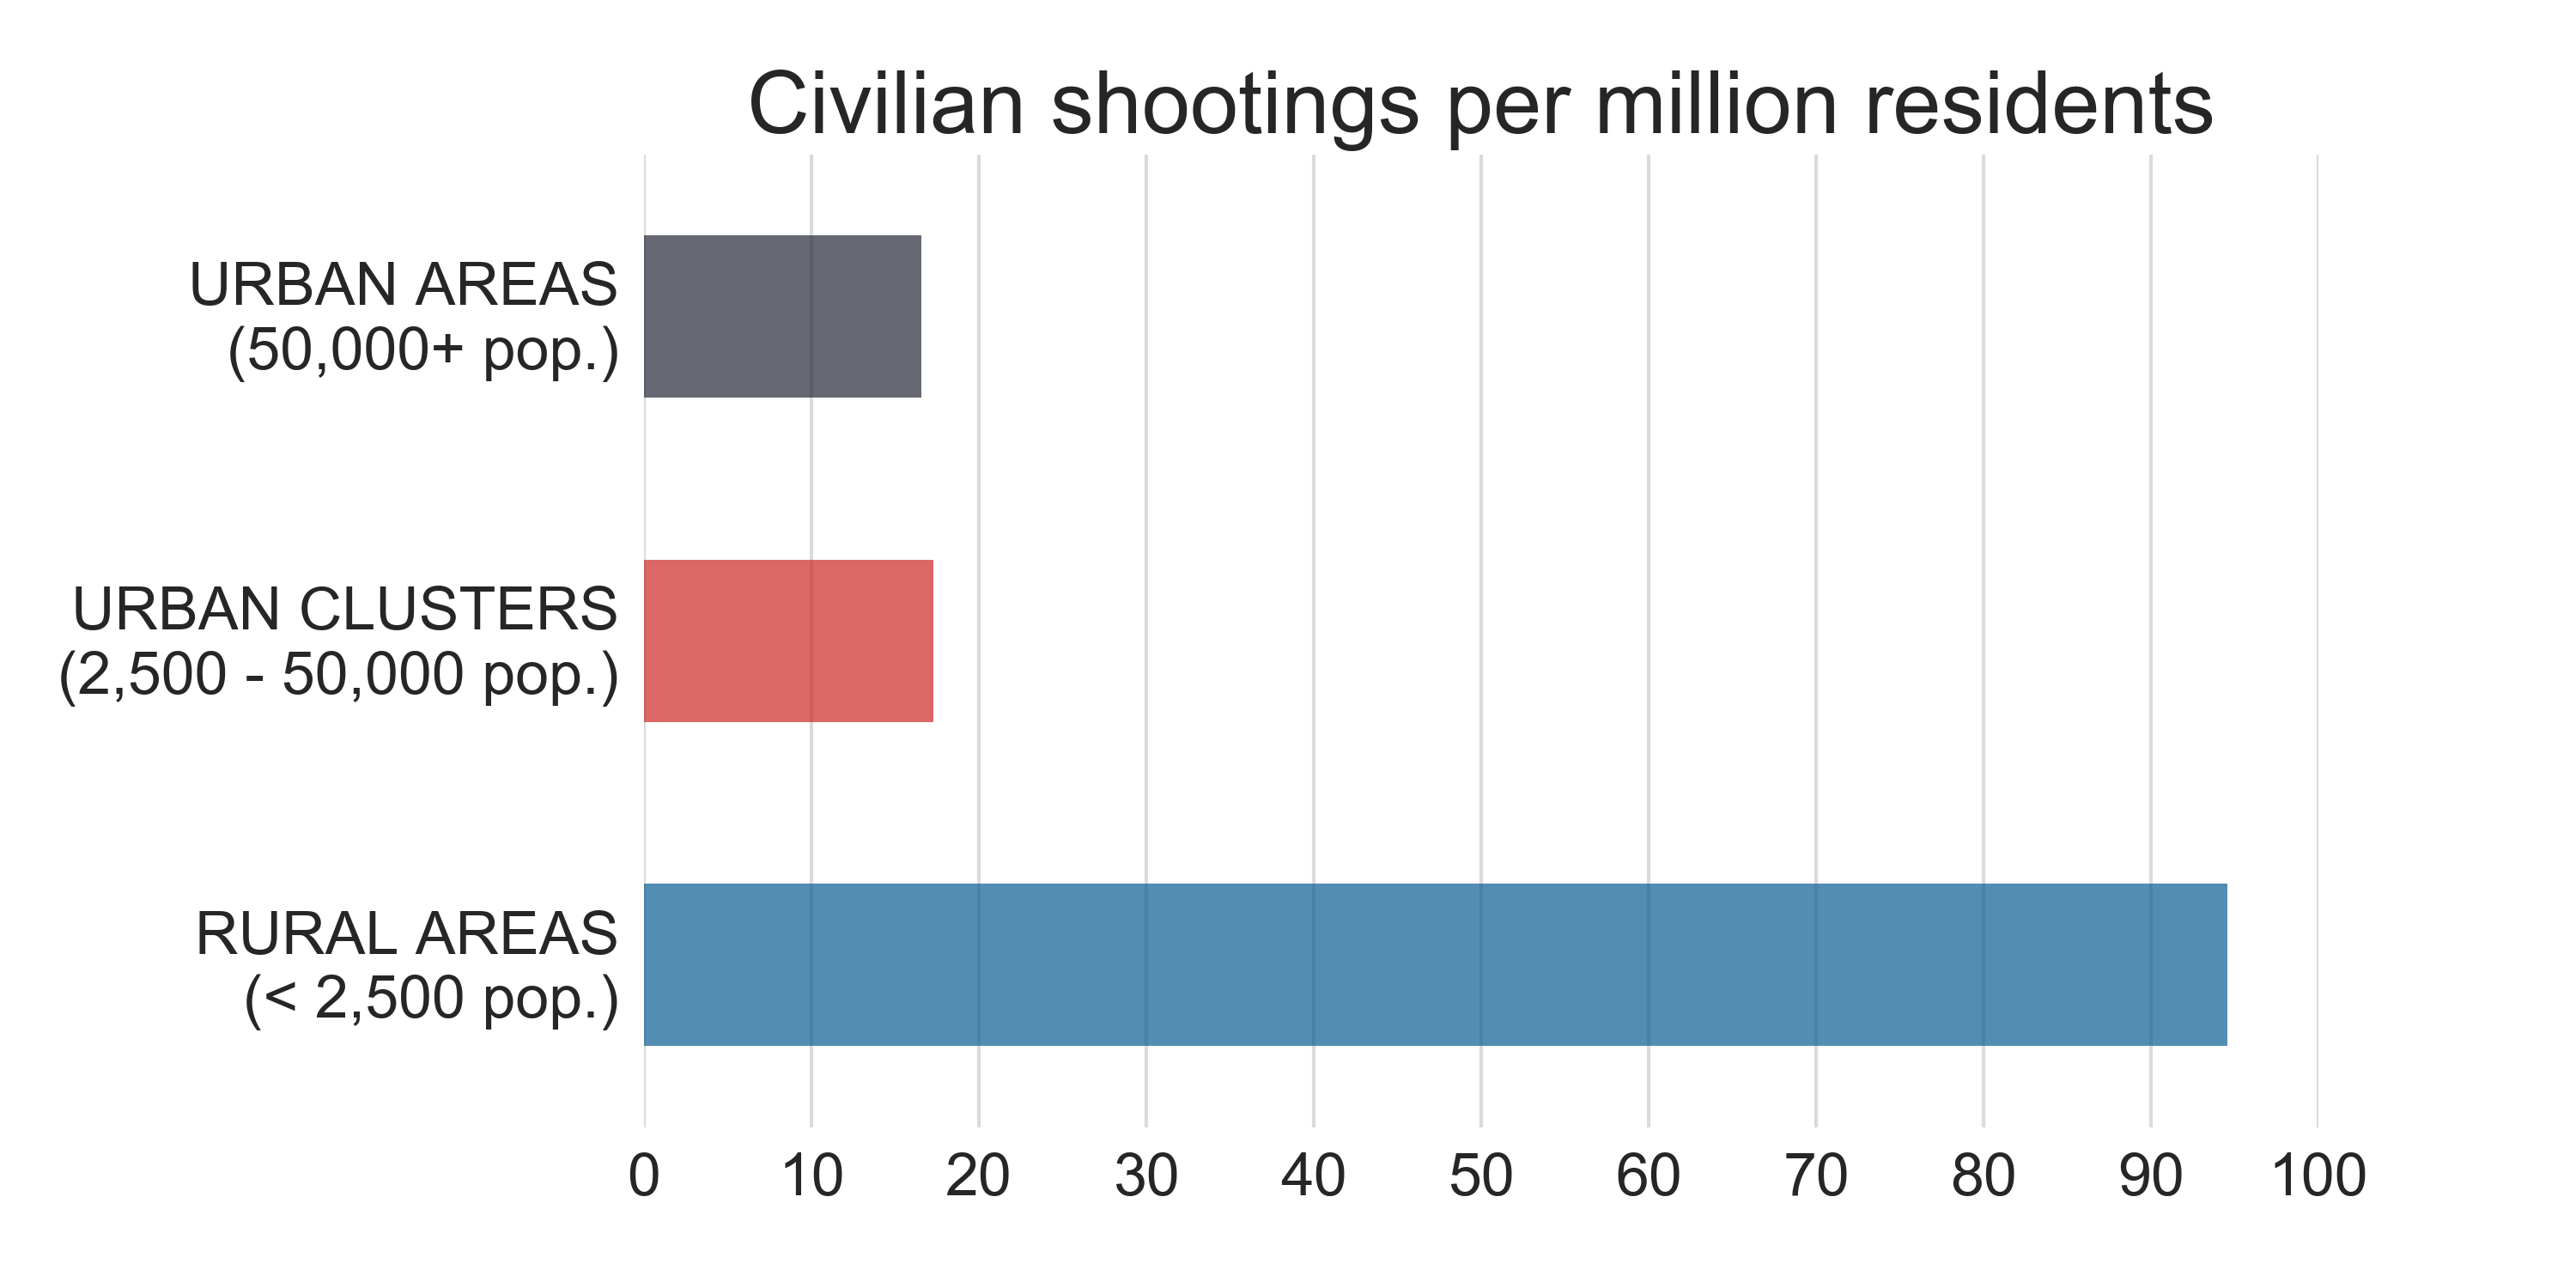 Civilian shootings per million residents
URBAN AREAS
(50,000+ pop.)
URBAN CLUSTERS
(2,500 - 50,000 pop.)
RURAL AREAS
(< 2,500 pop.)
0 10 20 30 40 50 60 70 80 90 100